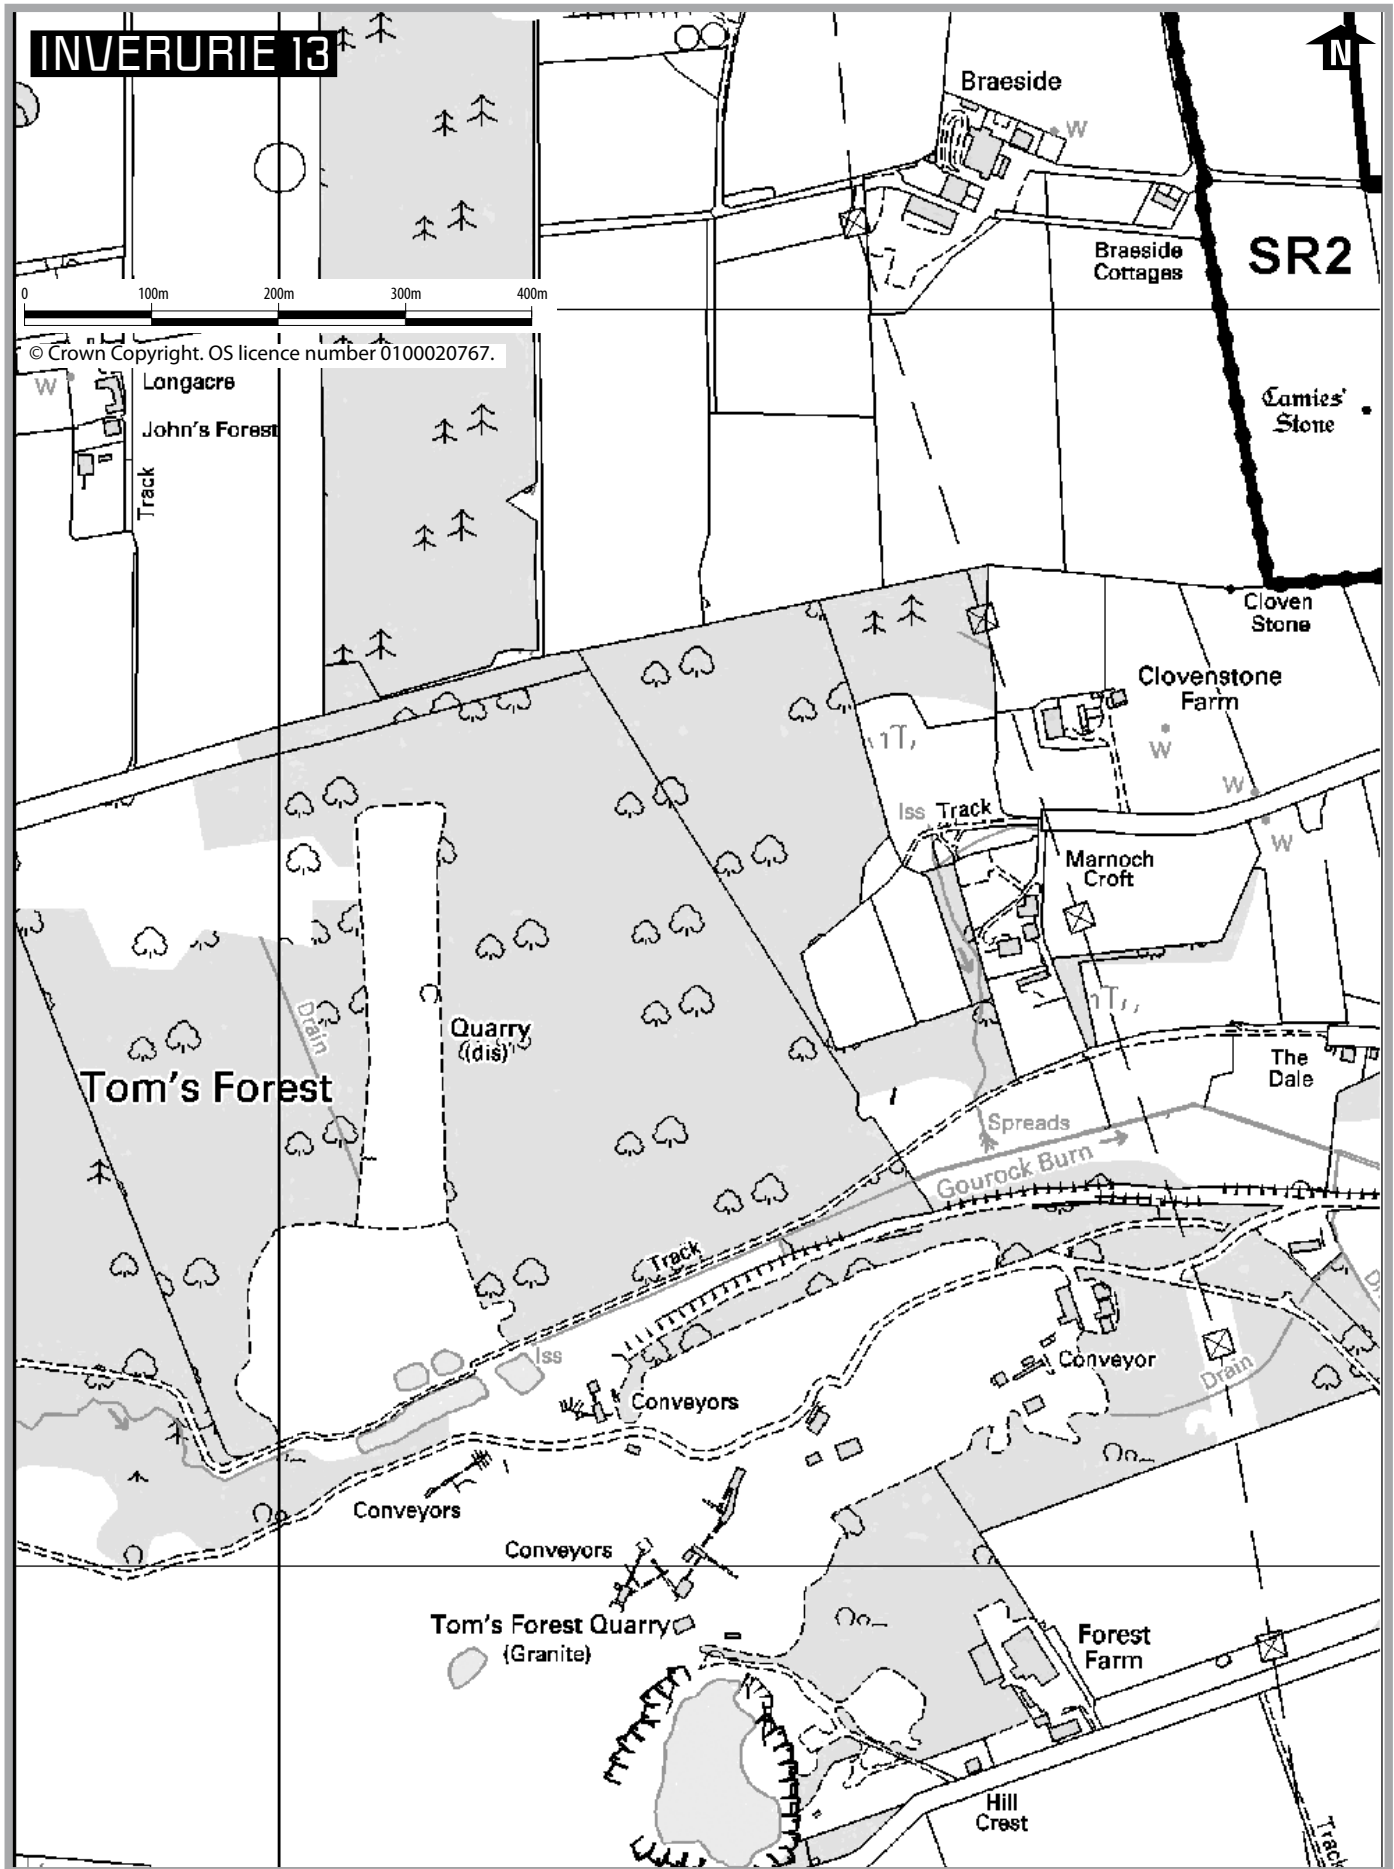 INVERURIE 13
N
Braeside
W
Braeside
Cottages
SR2
0 100m 200m 300m 400m
© Crown Copyright. OS licence number 0100020767.
W
Longacre
John's Forest
Track
Camies'
Stone
Cloven
Stone
Clovenstone
Farm
W
W
W
Iss
Track
Marnoch
Croft
Drain
Quarry
(dis)
Tom's Forest
The
Dale
Spreads
Gourock Burn
Track
Iss
Conveyors
Conveyor
Drain
Conveyors
Conveyors
Tom's Forest Quarry
(Granite)
Forest
Farm
Hill
Crest
Track